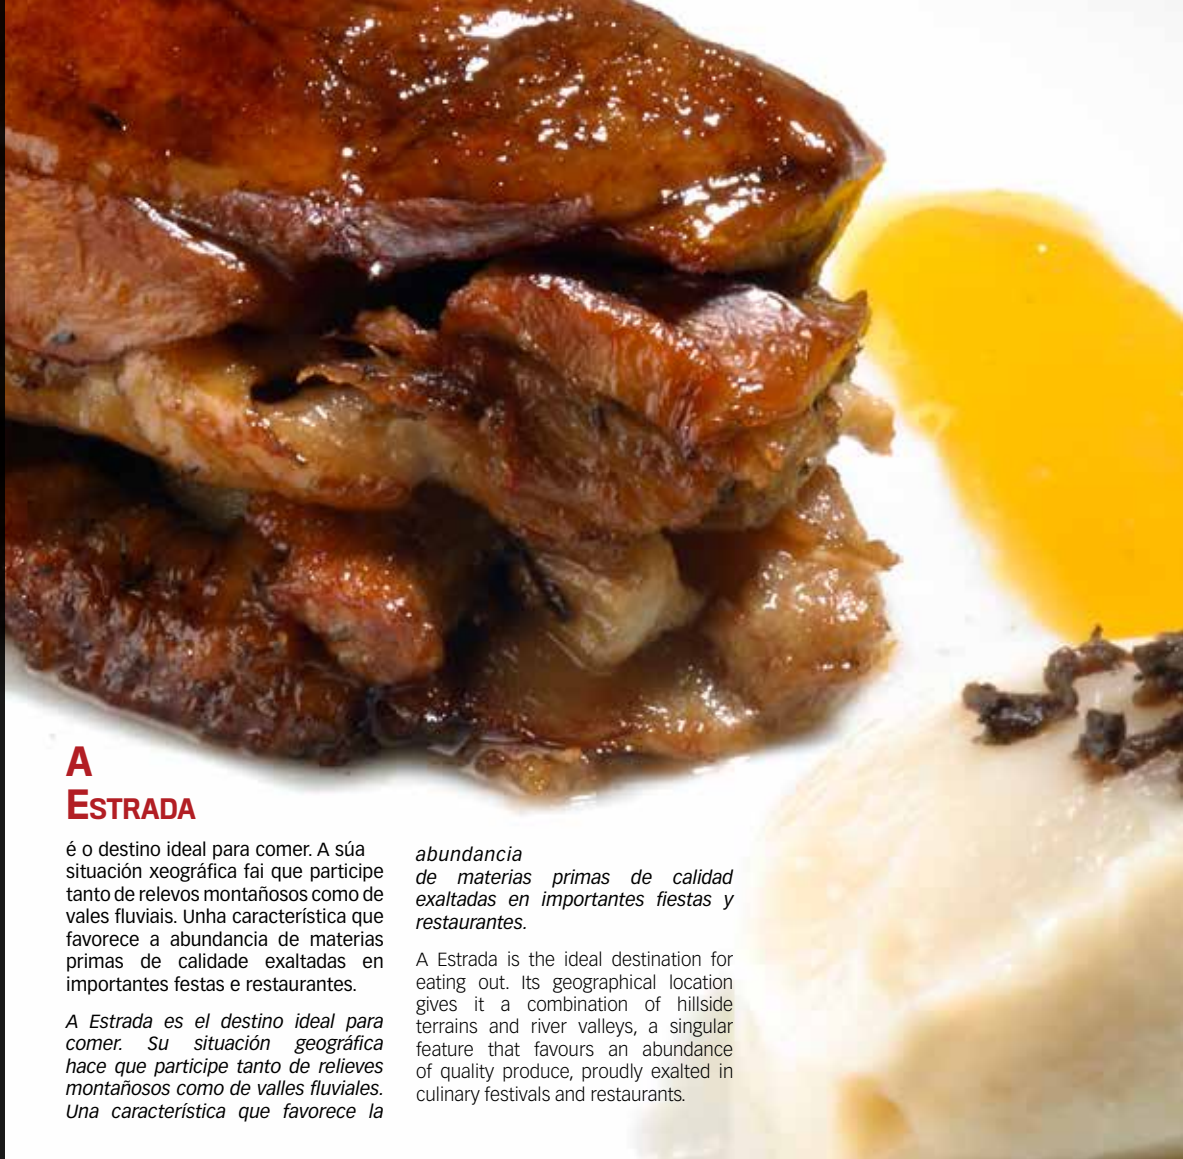 A
ESTRADA
é o destino ideal para comer. A súa
situación xeográfica fai que participe
tanto de relevos montañosos como de
vales fluviais. Unha característica que
favorece a abundancia de materias
primas de calidade exaltadas en
importantes festas e restaurantes.
A Estrada es el destino ideal para
comer. Su situación geográfica
hace que participe tanto de relieves
montañosos como de valles fluviales.
Una característica que favorece la
abundancia
de materias primas de calidad
exaltadas en importantes fiestas y
restaurantes.
A Estrada is the ideal destination for
eating out. Its geographical location
gives it a combination of hillside
terrains and river valleys, a singular
feature that favours an abundance
of quality produce, proudly exalted in
culinary festivals and restaurants.